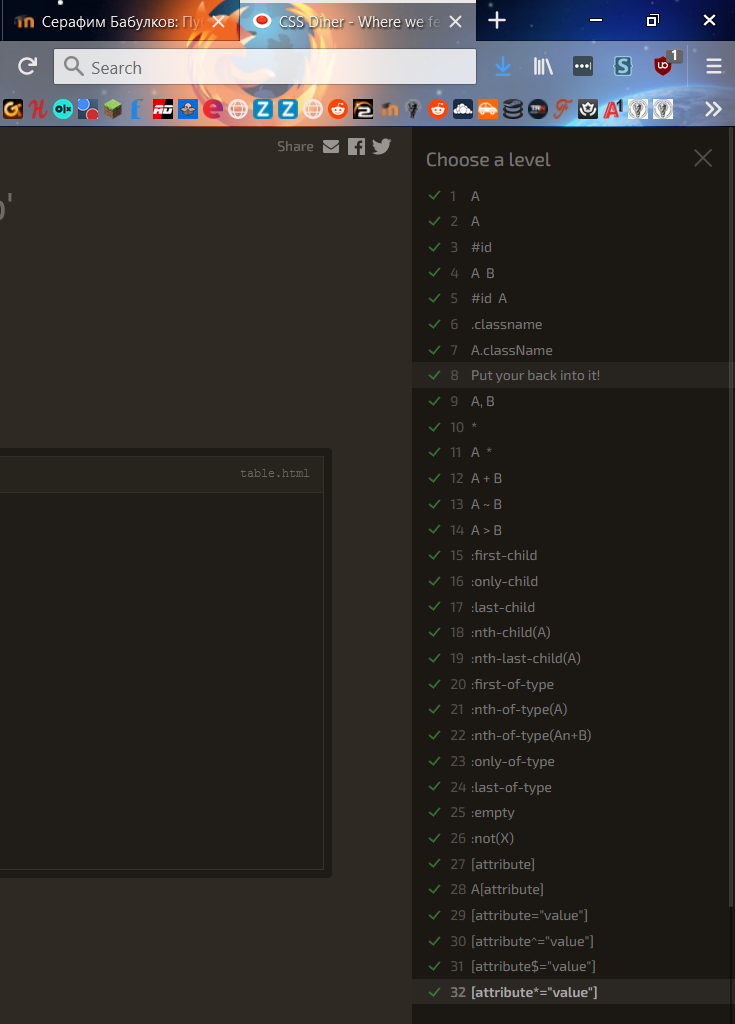 Серафим Бабулков: Пу
CSS Diner - Where we fe
Search
1
Share
Choose a level
1 A
2 A
3 #id
4 A B
5 #id A
6 .classname
7 A.className
8 Put your back into it!
9 A, B
10 *
11 A *
12 A + B
13 A ~ B
14 A > B
15 :first-child
16 :only-child
17 :last-child
18 :nth-child(A)
19 :nth-last-child(A)
20 :first-of-type
21 :nth-of-type(A)
22 :nth-of-type(An+B)
23 :only-of-type
24 :last-of-type
25 :empty
26 :not(X)
27 [attribute]
28 A[attribute]
29 [attribute="value"]
30 [attribute^="value"]
31 [attribute$="value"]
32 [attribute*="value"]
table.html